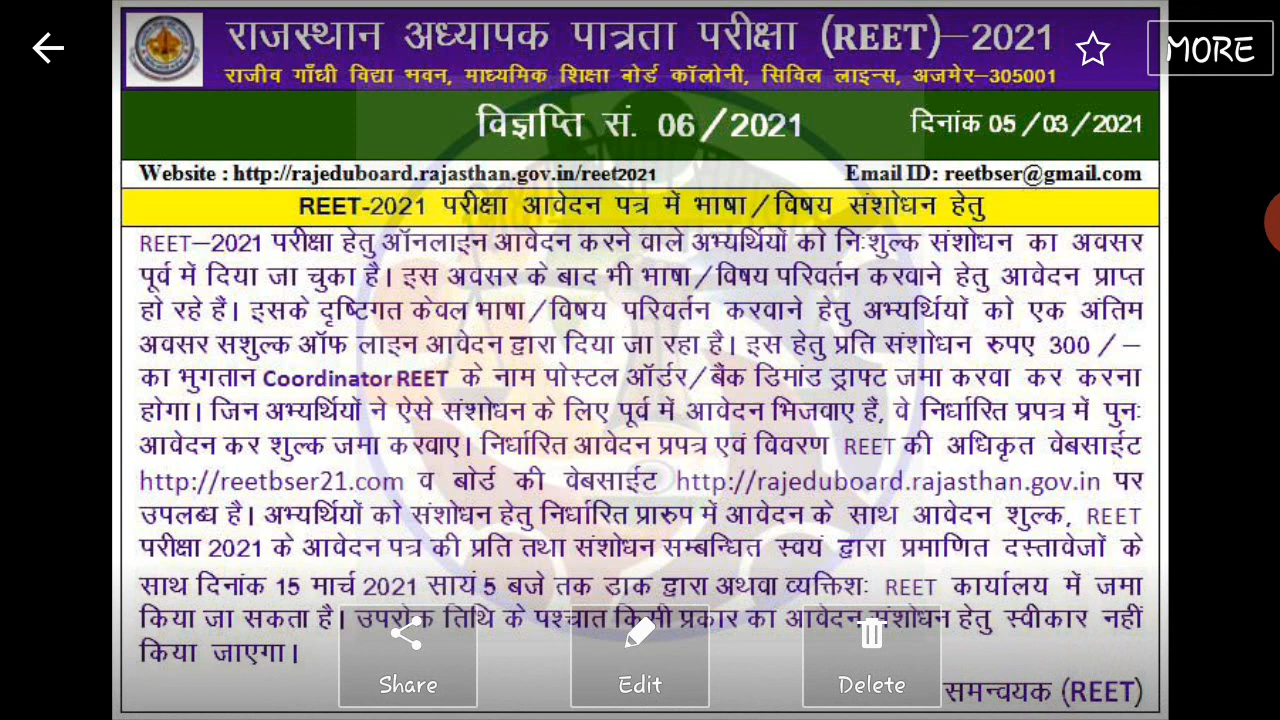 राजस्थान अध्यापक पात्रता परीक्षा (REET)–2021
MORE
राजीव गाँधी विद्या भवन, माध्यमिक शिक्षा बोर्ड कॉलोनी, सिविल लाइन्स, अजमेर–305001
विज्ञप्ति सं. 06/2021 दिनांक 05/03/2021
Website : http://rajeduboard.rajasthan.gov.in/reet2021 Email ID: reetbser@gmail.com
REET-2021 परीक्षा आवेदन पत्र में भाषा/विषय संशोधन हेतु
REET–2021 परीक्षा हेतु ऑनलाइन आवेदन करने वाले अभ्यर्थियों को निःशुल्क संशोधन का अवसर
पूर्व में दिया जा चुका है। इस अवसर के बाद भी भाषा/विषय परिवर्तन करवाने हेतु आवेदन प्राप्त
हो रहे हैं। इसके दृष्टिगत केवल भाषा/विषय परिवर्तन करवाने हेतु अभ्यर्थियों को एक अंतिम
अवसर सशुल्क ऑफ लाइन आवेदन द्वारा दिया जा रहा है। इस हेतु प्रति संशोधन रुपए 300/–
का भुगतान Coordinator REET के नाम पोस्टल ऑर्डर/बैंक डिमांड ड्राफ्ट जमा करवा कर करना
होगा। जिन अभ्यर्थियों ने ऐसे संशोधन के लिए पूर्व में आवेदन भिजवाए हैं, वे निर्धारित प्रपत्र में पुनः
आवेदन कर शुल्क जमा करवाए। निर्धारित आवेदन प्रपत्र एवं विवरण REET की अधिकृत वेबसाईट
http://reetbser21.com व बोर्ड की वेबसाईट http://rajeduboard.rajasthan.gov.in पर
उपलब्ध है। अभ्यर्थियों को संशोधन हेतु निर्धारित प्रारुप में आवेदन के साथ आवेदन शुल्क, REET
परीक्षा 2021 के आवेदन पत्र की प्रति तथा संशोधन सम्बन्धित स्वयं द्वारा प्रमाणित दस्तावेजों के
साथ दिनांक 15 मार्च 2021 सायं 5 बजे तक डाक द्वारा अथवा व्यक्तिशः REET कार्यालय में जमा
किया जा सकता है। उपरोक्त तिथि के पश्चात किसी प्रकार का आवेदन संशोधन हेतु स्वीकार नहीं
किया जाएगा।
समन्वयक (REET)
Share Edit Delete